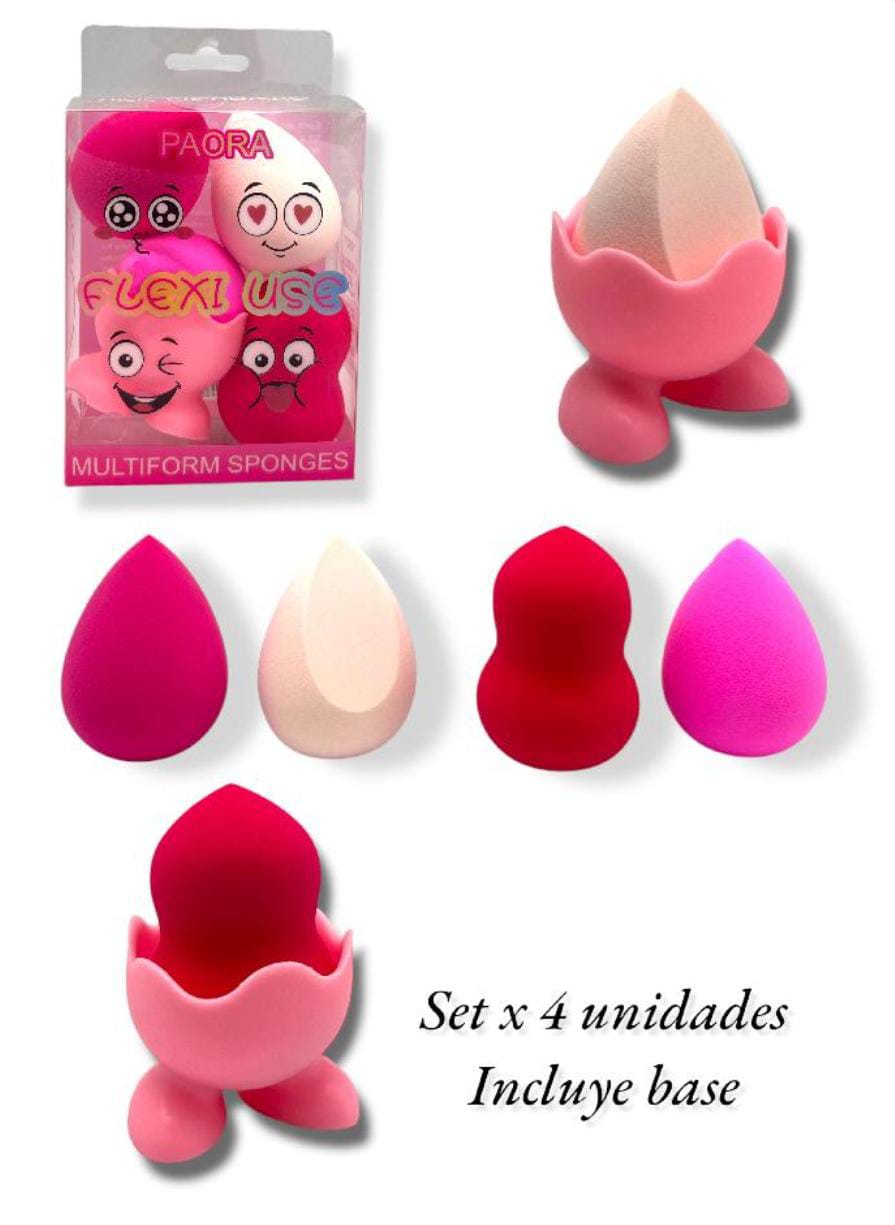 PAORA
FLEXI USE
MULTIFORM SPONGES
Set x 4 unidades
Incluye base